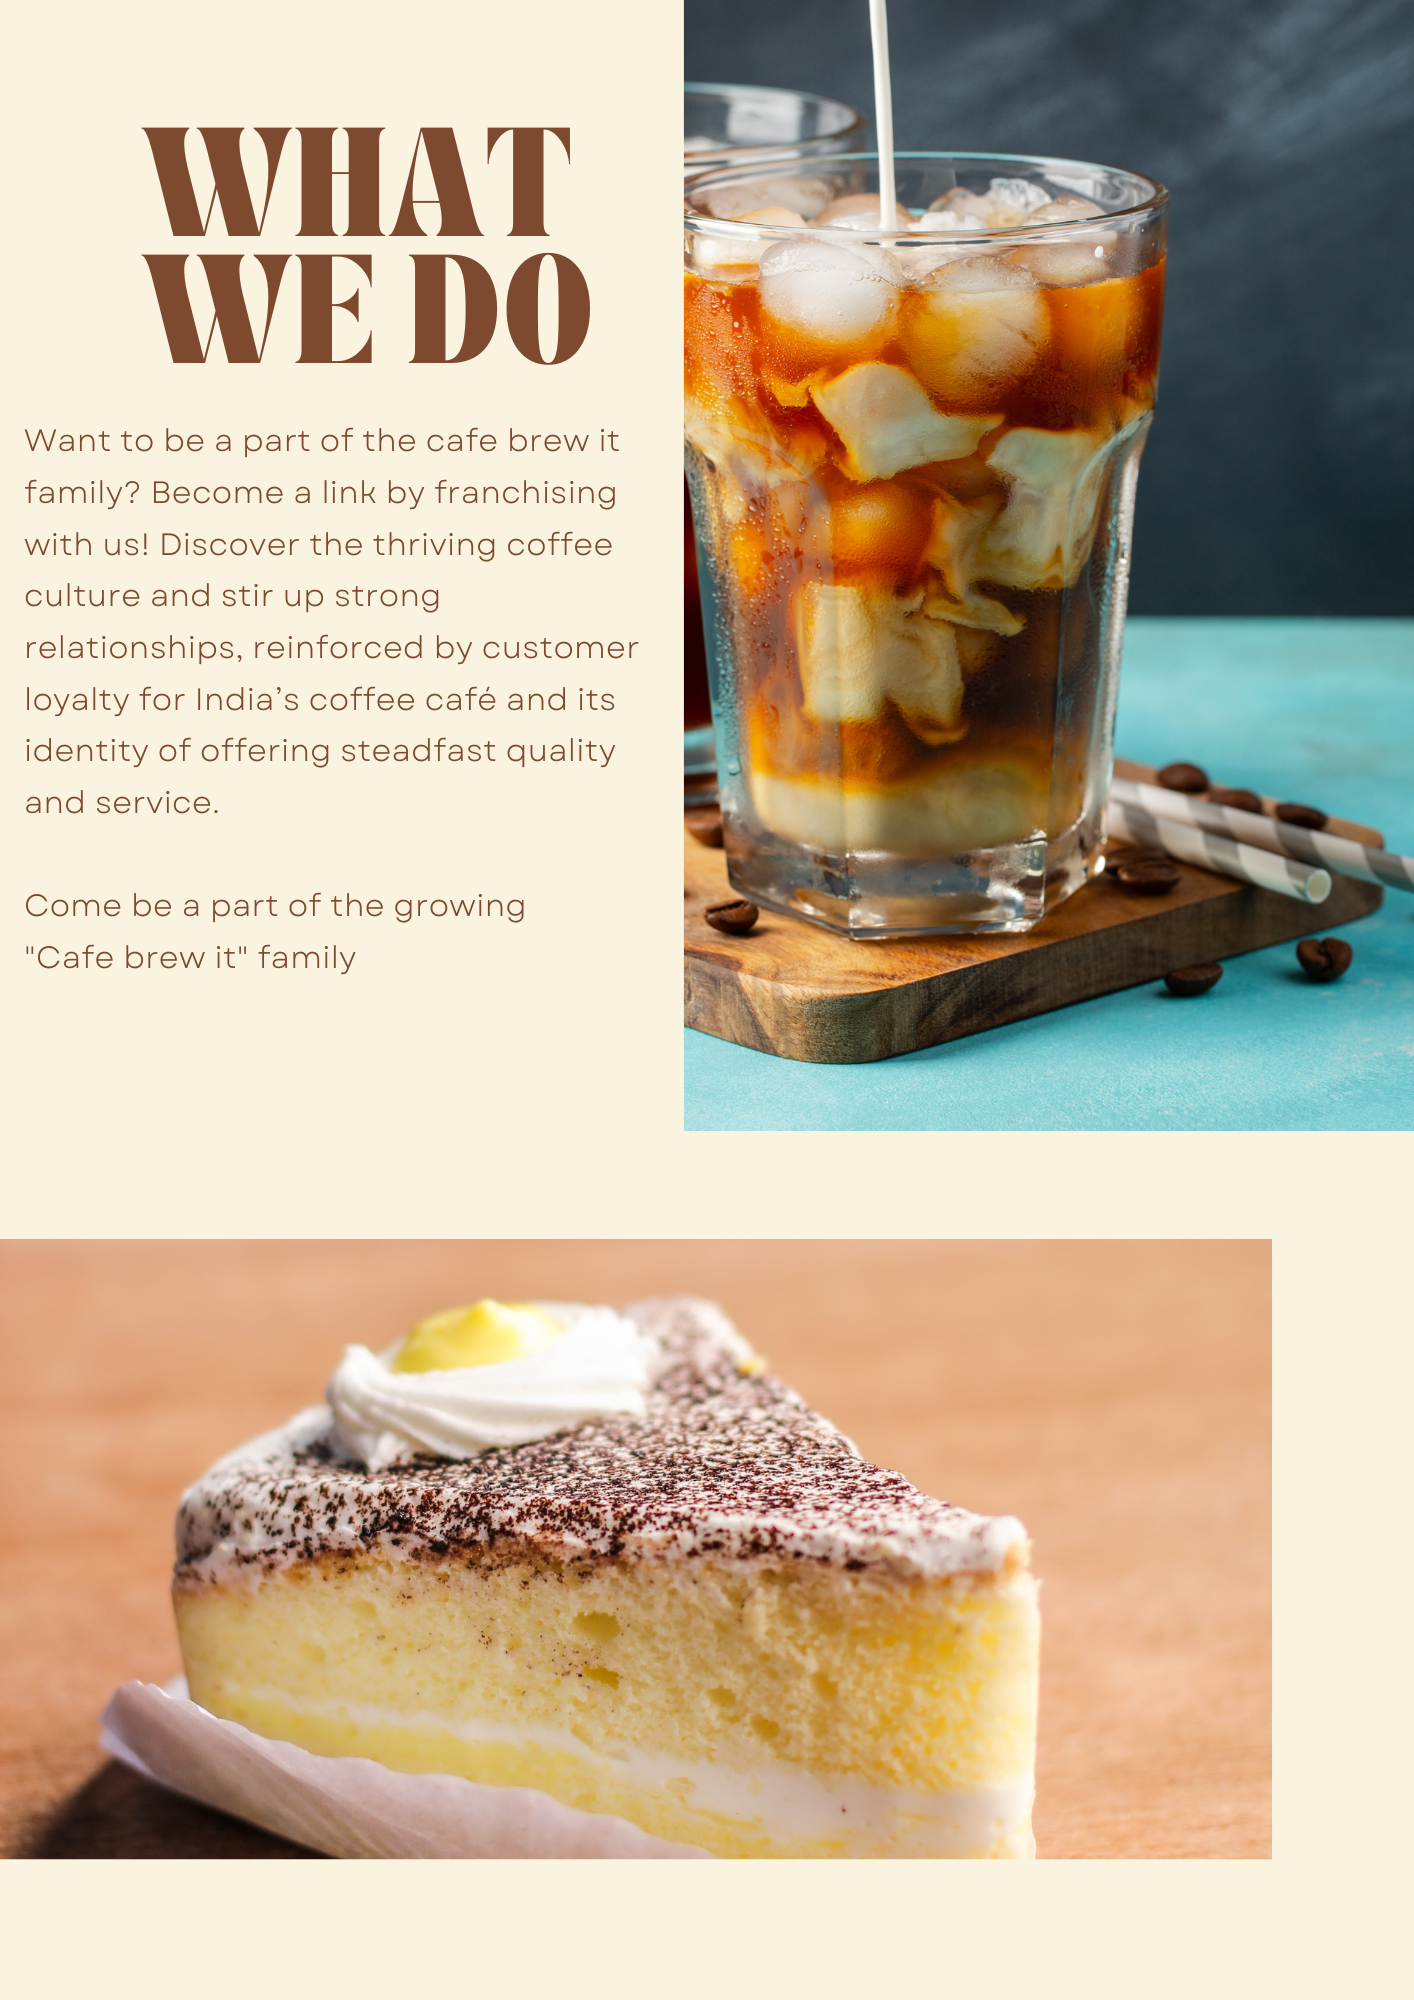 WHAT
WE DO
Want to be a part of the cafe brew it
family? Become a link by franchising
with us! Discover the thriving coffee
culture and stir up strong
relationships, reinforced by customer
loyalty for India’s coffee café and its
identity of offering steadfast quality
and service.
Come be a part of the growing
"Cafe brew it" family